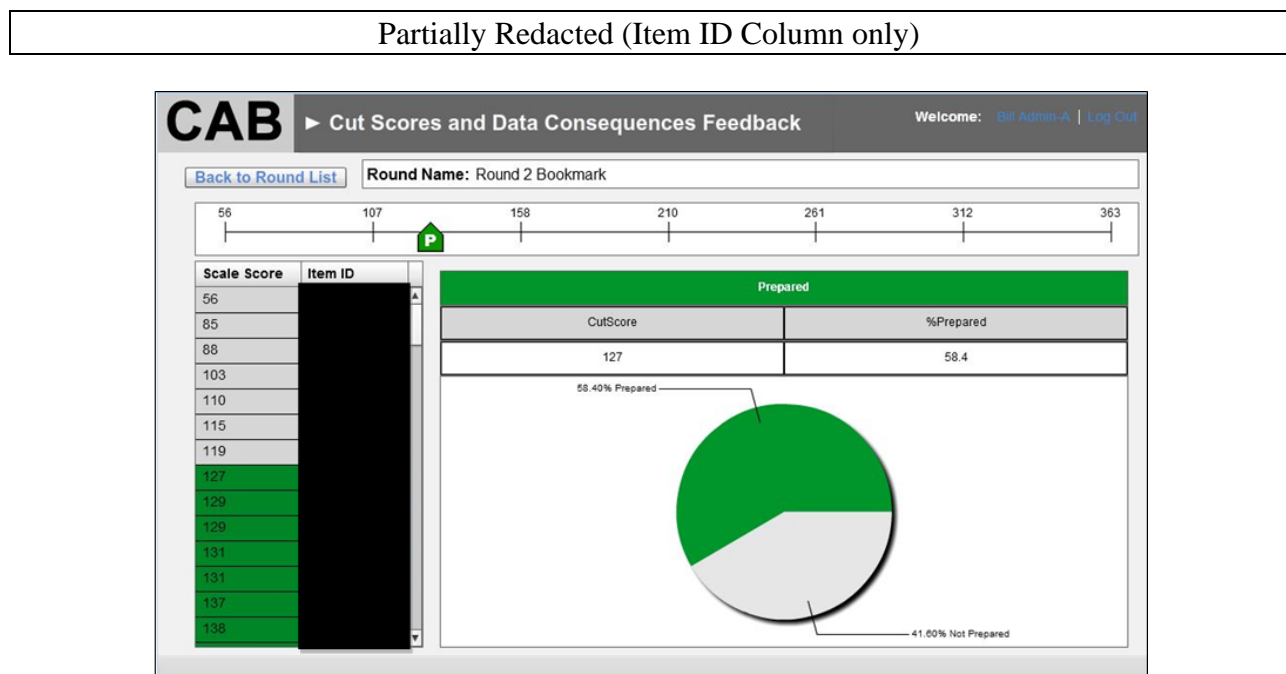 Partially Redacted (Item ID Column only)
CAB ► Cut Scores and Data Consequences Feedback Welcome: Bill Admin-A | Log Out
Back to Round List Round Name: Round 2 Bookmark
56 107 158 210 261 312 363
P
Scale Score Item ID
56
85
88
103
110
115
119
127
129
129
131
131
137
138
Prepared
CutScore %Prepared
127 58.4
58.40% Prepared
41.60% Not Prepared